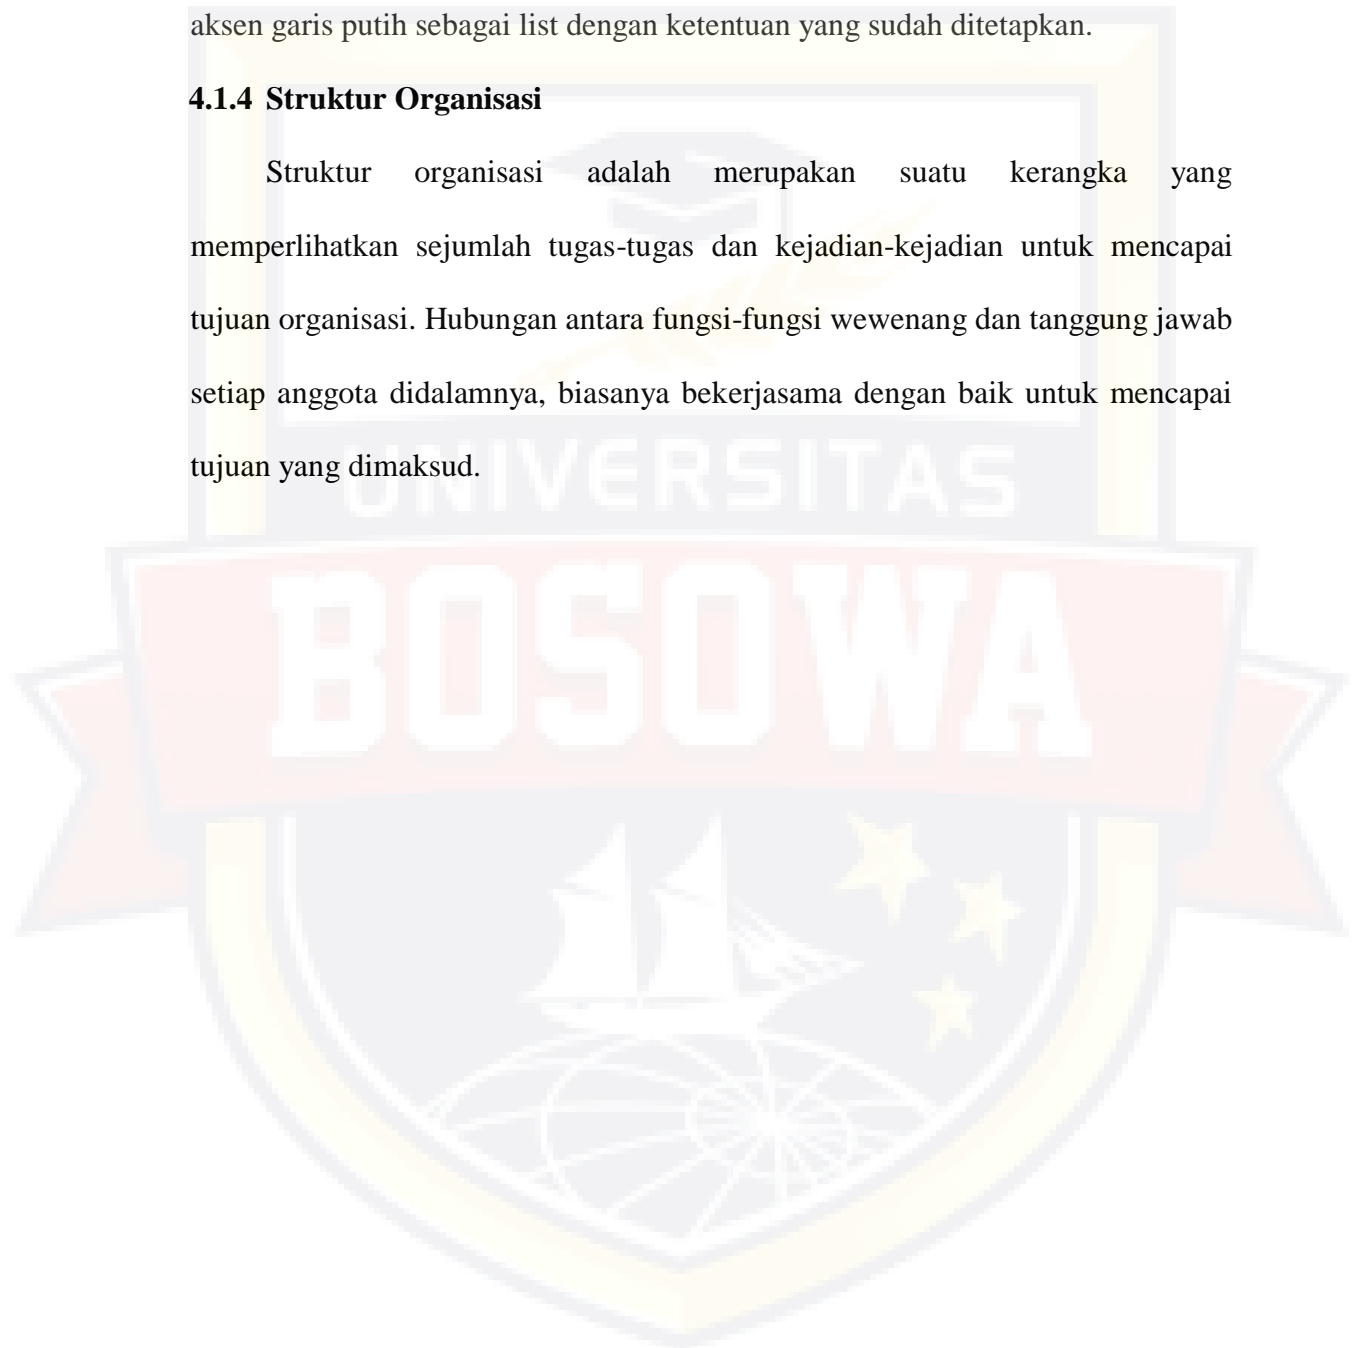 aksen garis putih sebagai list dengan ketentuan yang sudah ditetapkan.
4.1.4 Struktur Organisasi
Struktur organisasi adalah merupakan suatu kerangka yang
memperlihatkan sejumlah tugas-tugas dan kejadian-kejadian untuk mencapai
tujuan organisasi. Hubungan antara fungsi-fungsi wewenang dan tanggung jawab
setiap anggota didalamnya, biasanya bekerjasama dengan baik untuk mencapai
tujuan yang dimaksud.
UNIVERSITAS
BOSOWA